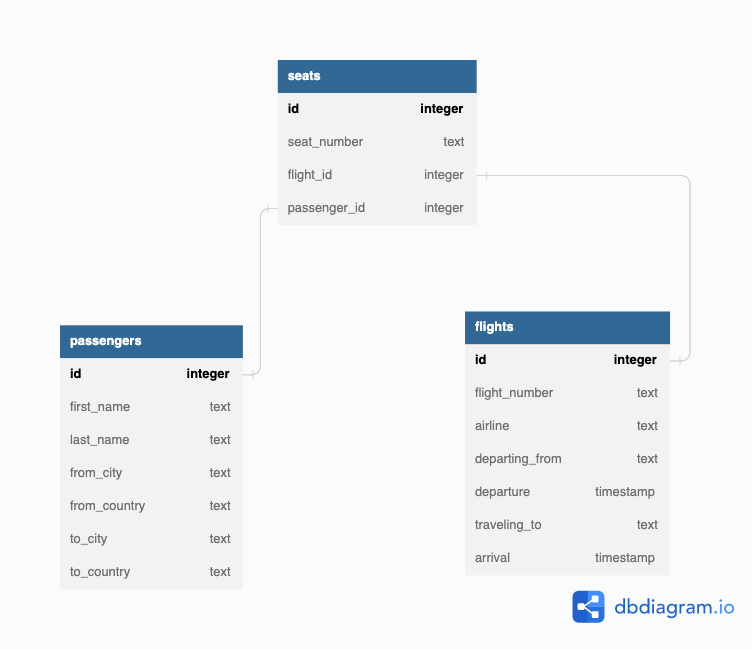 seats
id integer
seat_number text
flight_id integer
passenger_id integer
passengers
id integer
first_name text
last_name text
from_city text
from_country text
to_city text
to_country text
flights
id integer
flight_number text
airline text
departing_from text
departure timestamp
traveling_to text
arrival timestamp
dbdiagram.io